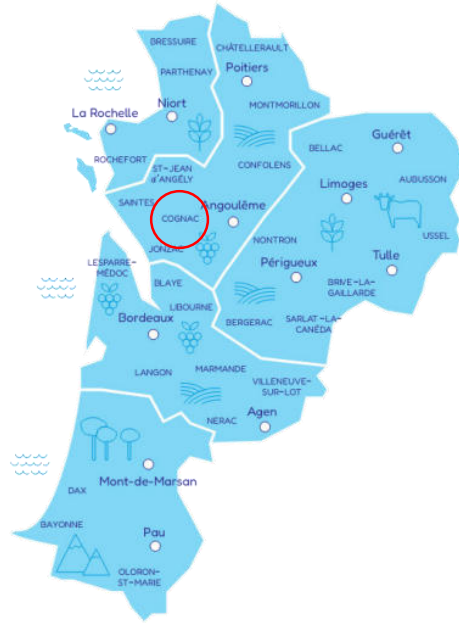 BRESSUIRE
CHÂTELLERAULT
PARTHENAY
Poitiers
Niort
La Rochelle
MONTMORILLON
Guéret
BELLAC
ROCHEFORT
ST-JEAN
d'ANGÉLY
CONFOLENS
AUBUSSON
Limoges
SAINTES
COGNAC
Angoulême
USSEL
NONTRON
JONZAC
Tulle
LESPARRE-
MÉDOC
Périgueux
BLAYE
BRIVE-LA-
GAILLARDE
LIBOURNE
Bordeaux
BERGERAC
SARLAT-LA-
CANÉDA
LANGON
MARMANDE
VILLENEUVE-
SUR-LOT
Agen
NERAC
Mont-de-Marsan
DAX
BAYONNE
Pau
OLORON-
ST-MARIE